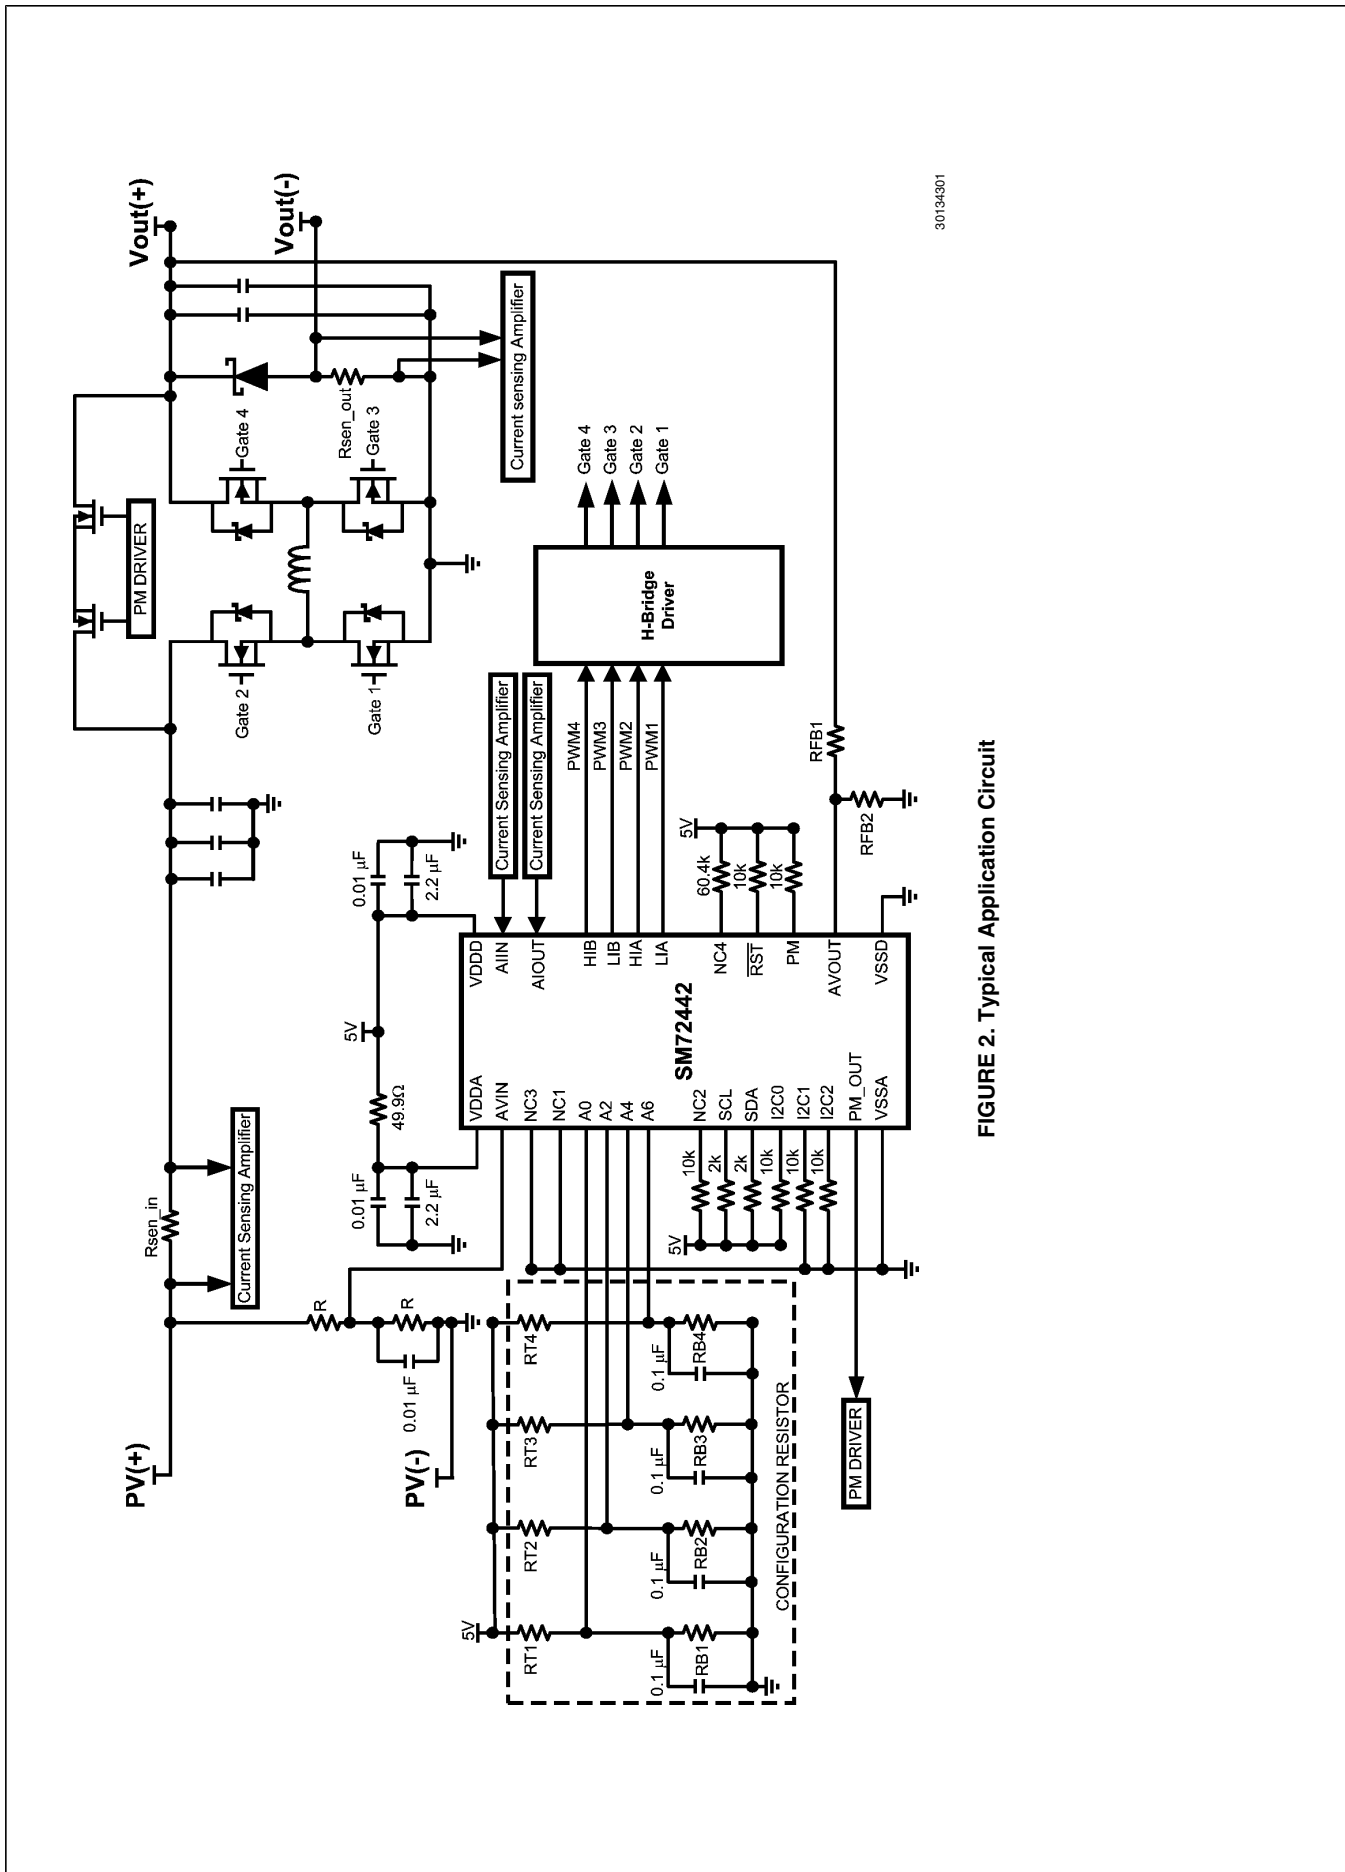 PV(+)
Rsen_in
Current Sensing Amplifier
PM DRIVER
Vout(+)
Vout(-)
Gate 2
Gate 4
Gate 1
Rsen_out
Gate 3
Current sensing Amplifier
R
R
0.01 µF
PV(-)
5V
49.9Ω
0.01 µF
2.2 µF
0.01 µF
2.2 µF
Current Sensing Amplifier
Current Sensing Amplifier
5V
RT1
RT2
RT3
RT4
0.1 µF
RB1
0.1 µF
RB2
0.1 µF
RB3
0.1 µF
RB4
CONFIGURATION RESISTOR
VDDA
AVIN
NC3
NC1
A0
A2
A4
A6
NC2
SCL
SDA
I2C0
I2C1
I2C2
PM_OUT
VSSA
5V
10k
2k
2k
10k
10k
10k
PM DRIVER
SM72442
VDDD
AIIN
AIOUT
HIB
LIB
HIA
LIA
NC4
RST
PM
AVOUT
VSSD
PWM4
PWM3
PWM2
PWM1
H-Bridge
Driver
Gate 4
Gate 3
Gate 2
Gate 1
5V
60.4k
10k
10k
RFB1
RFB2
30134301
FIGURE 2. Typical Application Circuit